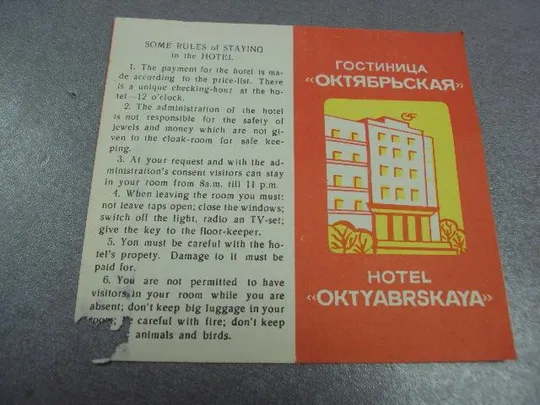 SOME RULES of STAYING
in the HOTEL
1. The payment for the hotel is ma-
de according to the price-list. There
is a unique checking-hour at the ho-
tel—12 o'clock.
2. The administration of the hotel
is not responsible for the safety of
jewels and money which are not gi-
ven to the cloak-room for safe kee-
ping.
3. At your request and with the ad-
ministration's consent visitors can stay
in your room from 8a.m. till 11 p.m.
4. When leaving the room you must:
not leave taps open; close the windows;
switch off the light, radio an TV-set;
give the key to the floor-keeper.
5. Yon must be careful with the ho-
tel's propety. Damage to it must be
paid for.
6. You are not permitted to have
visitors in your room while you are
absent; don't keep big luggage in your
room; be careful with fire; don't keep
animals and birds.
ГОСТИНИЦА
«ОКТЯБРЬСКАЯ»
HOTEL
«OKTYABRSKAYA»